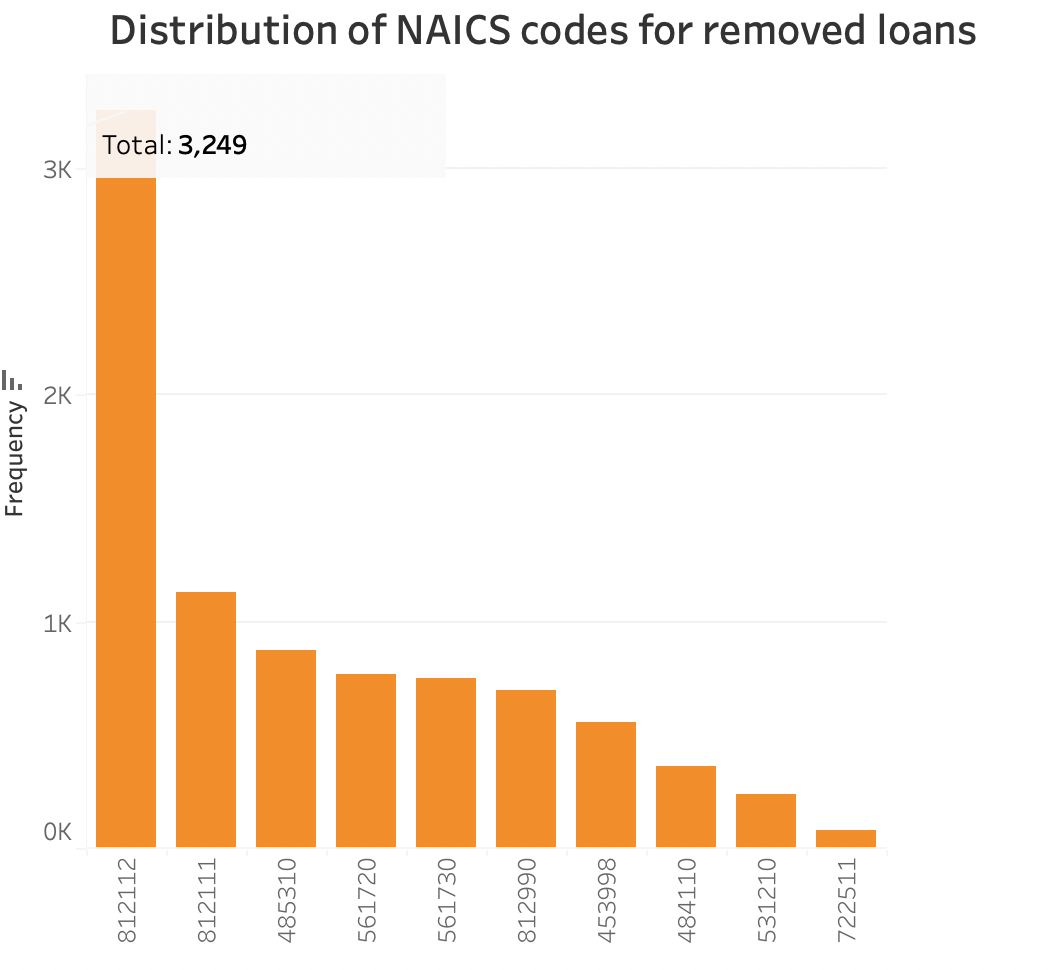 Distribution of NAICS codes for removed loans
Total: 3,249
3K
2K
1K
0K
Frequency
812112
812111
485310
561720
561730
812990
453998
484110
531210
722511